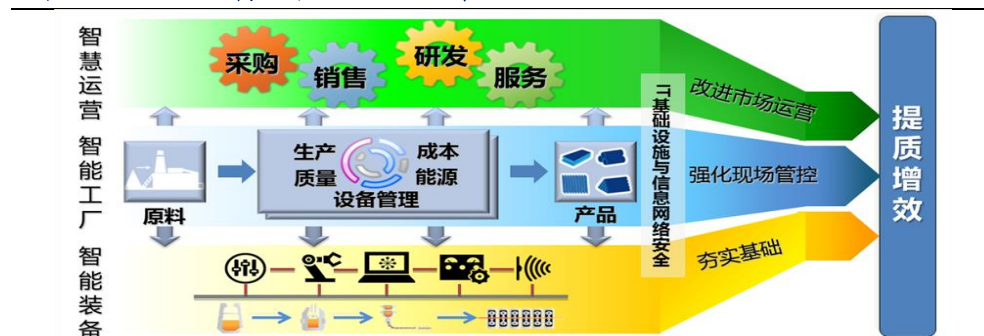 智慧运营
采购
销售
研发
服务
改进市场运营
智能工厂
原料
生产
质量
成本
能源
设备管理
产品
强化现场管控
IT基础设施与信息网络安全
智能装备
夯实基础
提质增效